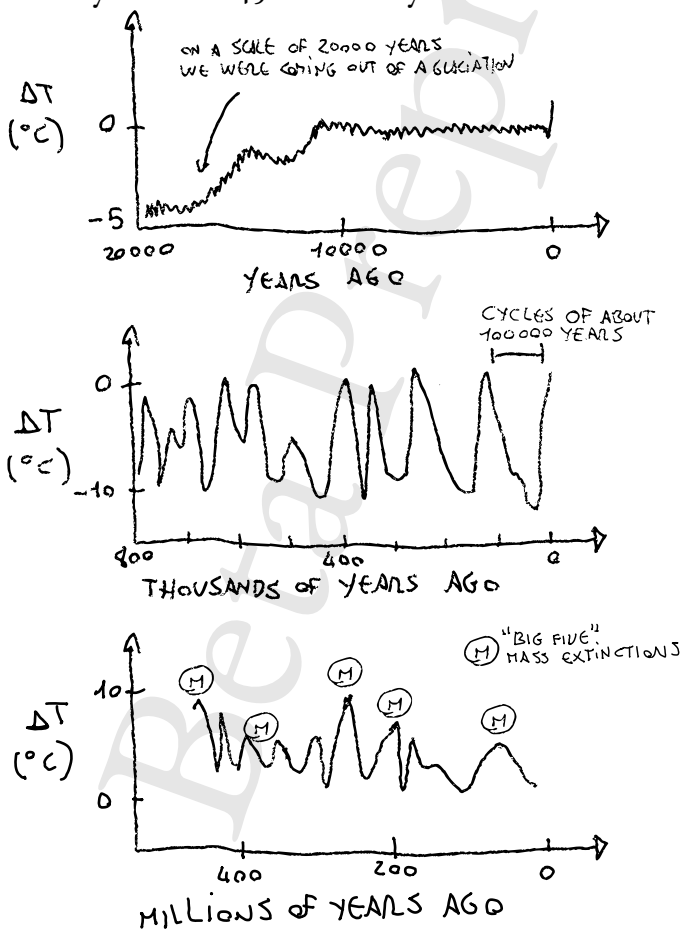 ON A SCALE OF 20000 YEARS
WE WERE COMING OUT OF A GLACIATION
ΔT
(°C)
0
-5
20000
10000
0
YEARS AGO
CYCLES OF ABOUT
100000 YEARS
0
ΔT
(°C)
-10
800
400
0
THOUSANDS OF YEARS AGO
"BIG FIVE"
M MASS EXTINCTIONS
M
M
M
M
M
10
ΔT
(°C)
0
400
200
0
MILLIONS OF YEARS AGO
Beta Prepr